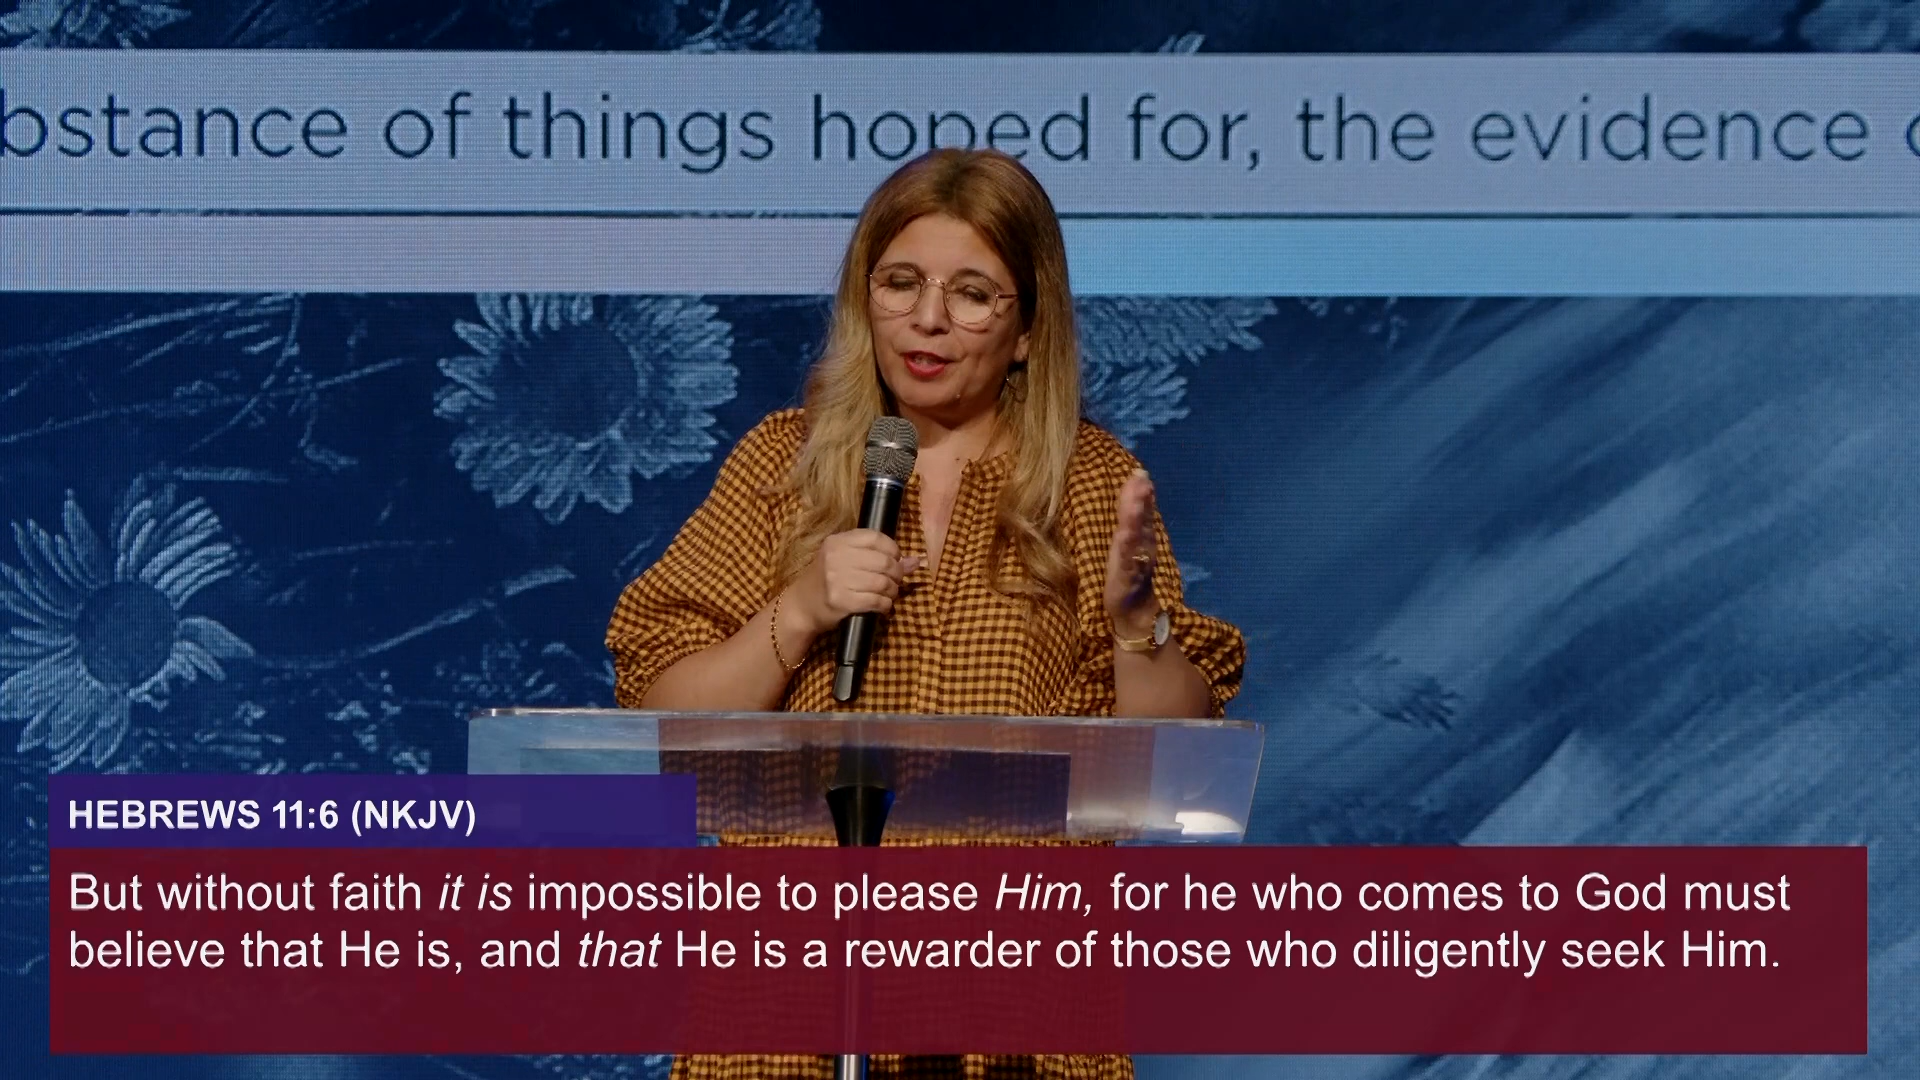 bstance of things hoped for, the evidence
HEBREWS 11:6 (NKJV)
But without faith it is impossible to please Him, for he who comes to God must
believe that He is, and that He is a rewarder of those who diligently seek Him.